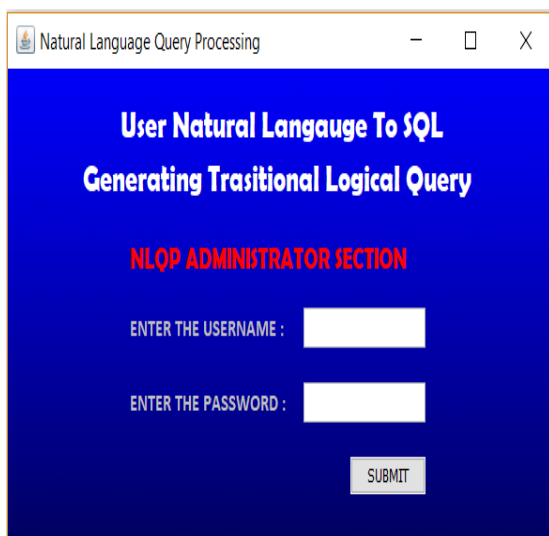 Natural Language Query Processing
User Natural Langauge To SQL
Generating Trasitional Logical Query
NLQP ADMINISTRATOR SECTION
ENTER THE USERNAME :
ENTER THE PASSWORD :
SUBMIT